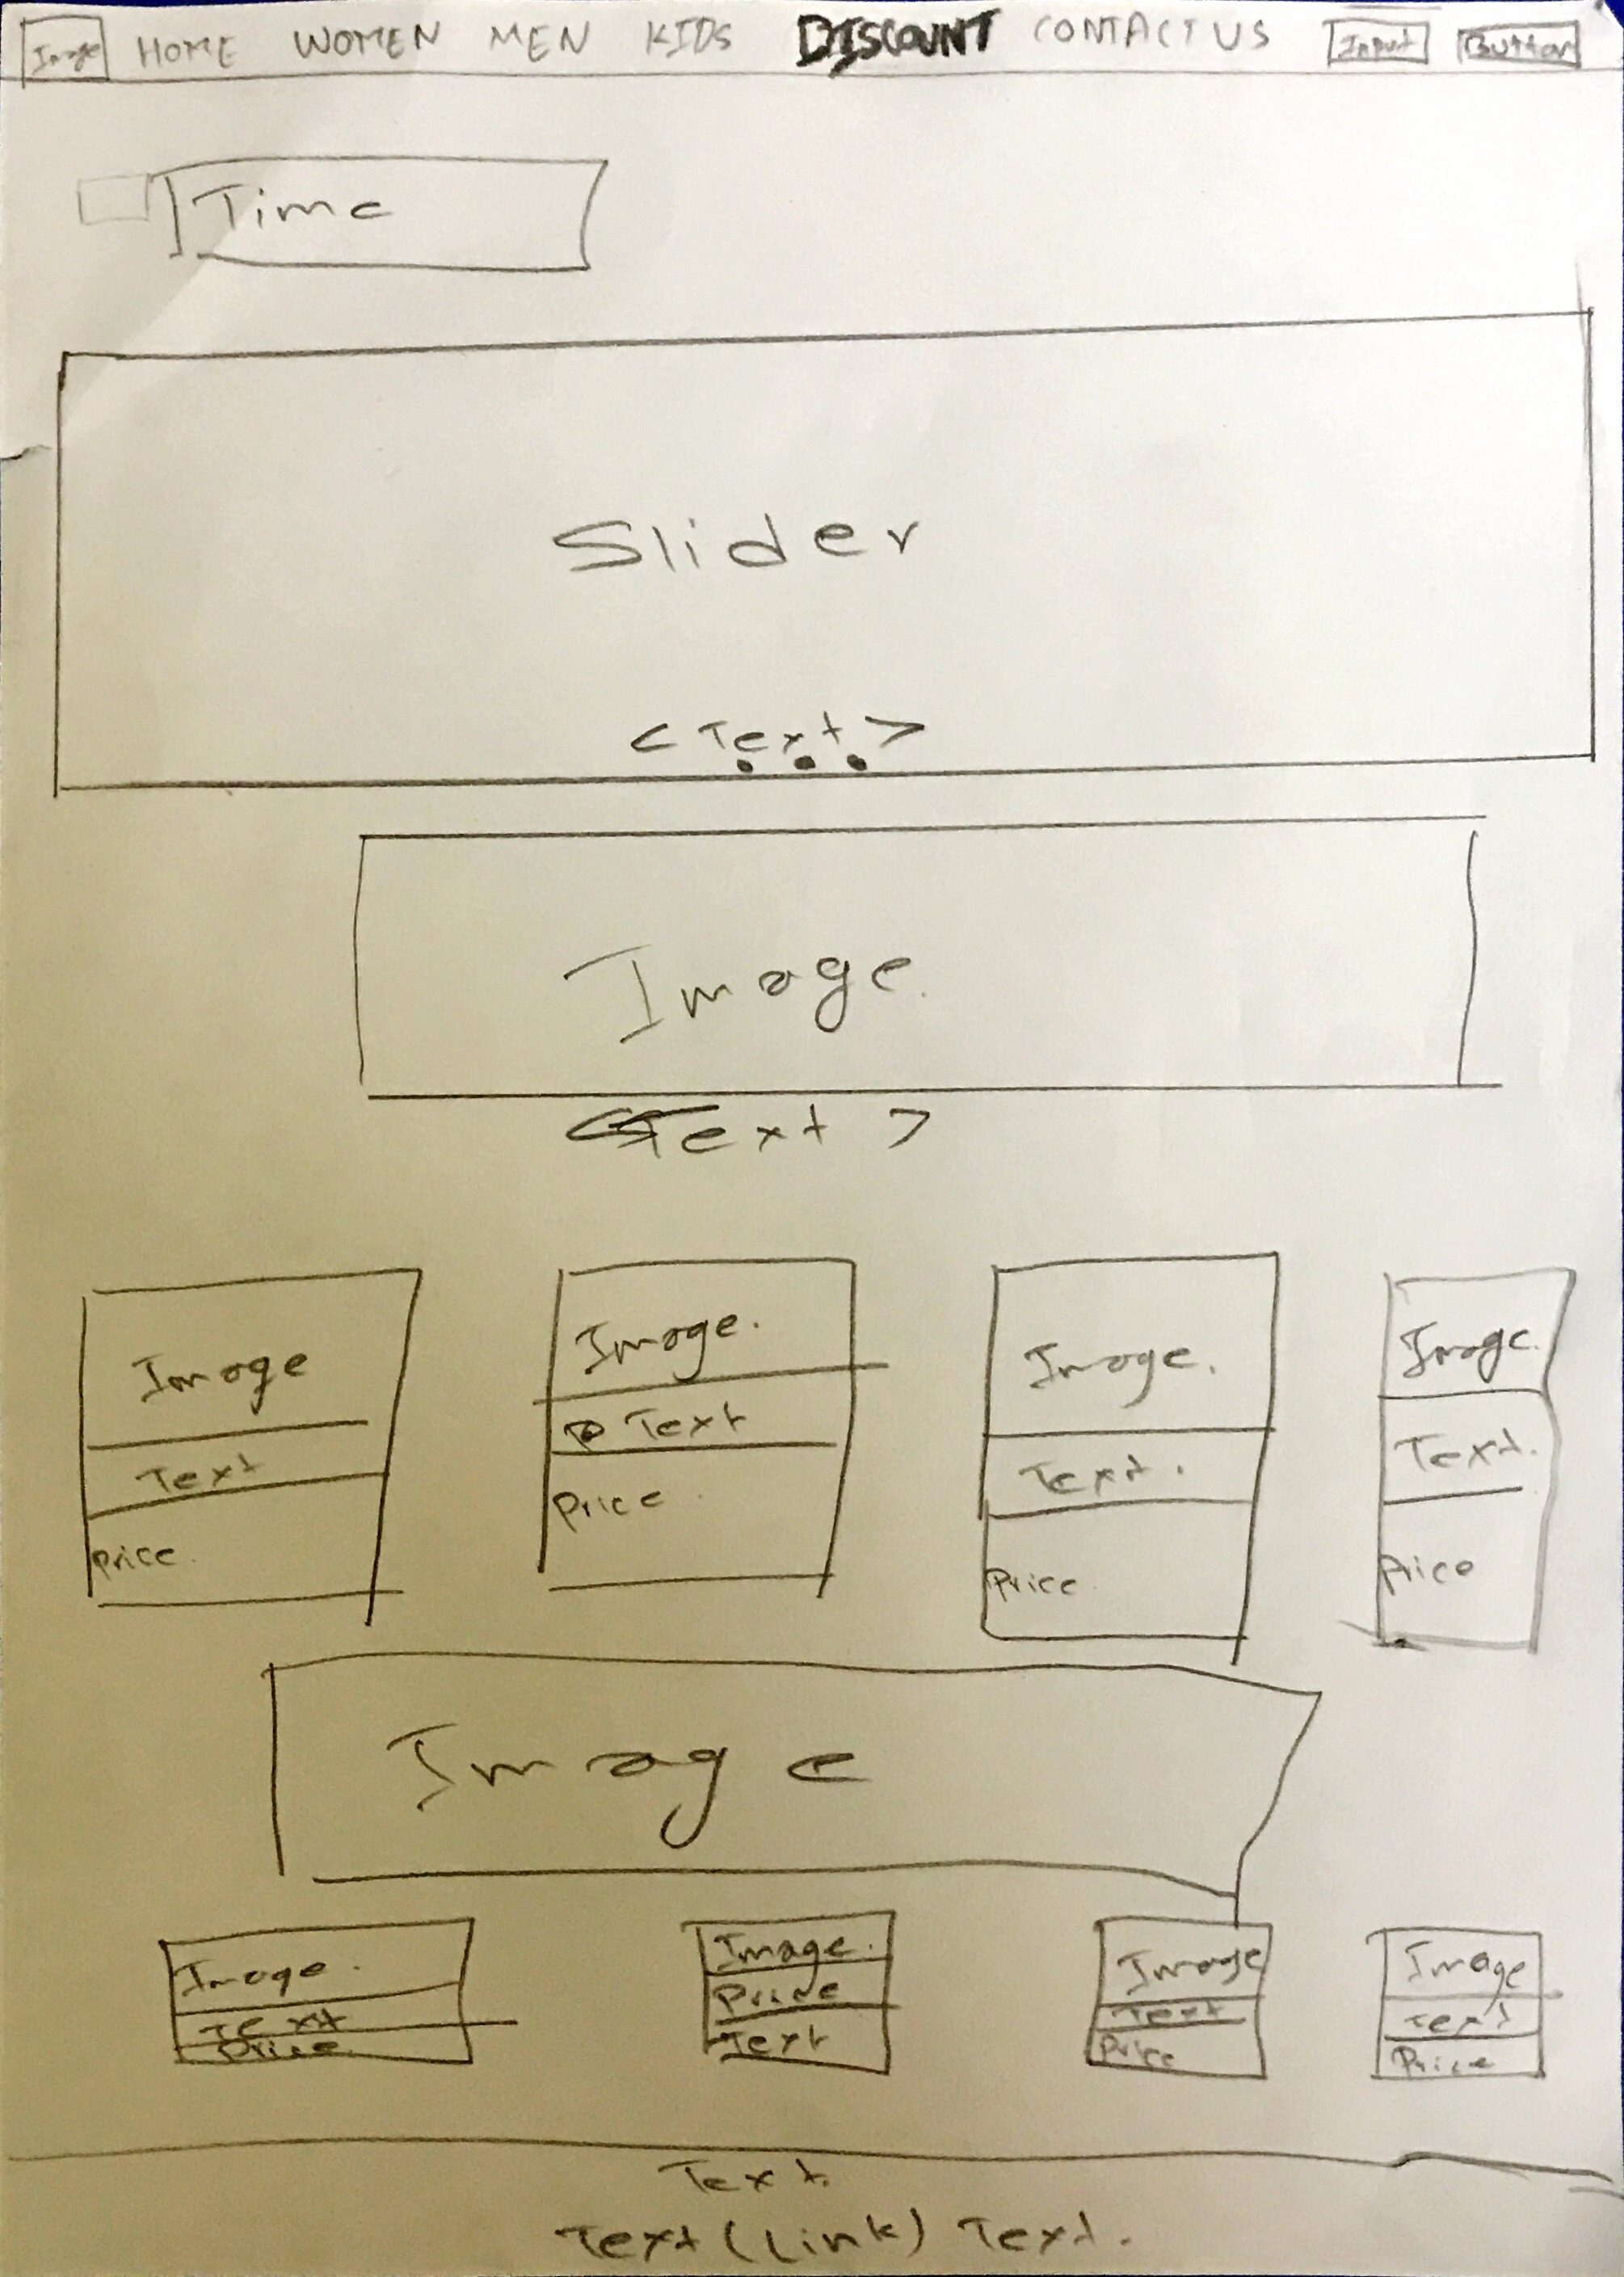 Image HOME WOMEN MEN KIDS DISCOUNT CONTACT US Input Button
Time
Slider
< Text >
Image.
<Text >
Image Image. Image. Image.
Text Text Text. Text.
Price. Price. Price. Price
Image
Image. Image. Image Image
Text Price Text Text
Price Text Price Price
Text.
Text (Link) Text.